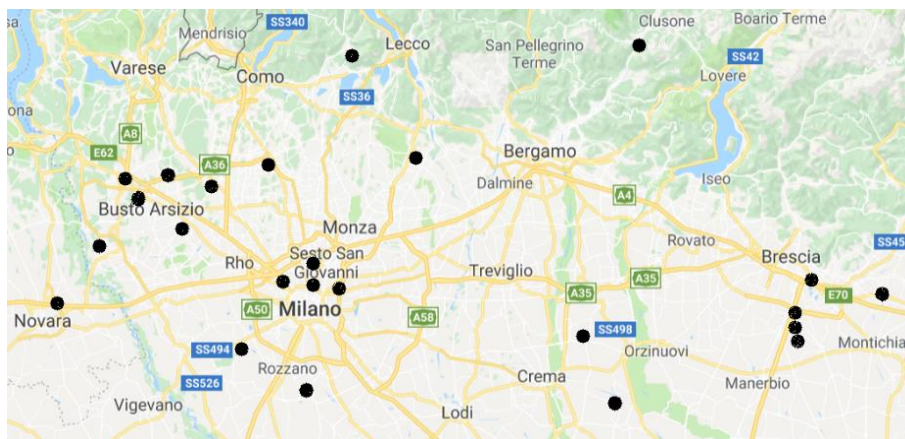 SS340
Clusone
Boario Terme
Mendrisio
Lecco
San Pellegrino
Terme
SS42
Varese
Como
Lovere
ona
SS36
A8
E62
A36
Bergamo
Dalmine
Iseo
A4
Busto Arsizio
Monza
Rovato
SS45
Rho
Sesto San
Giovanni
Treviglio
Brescia
A35
A35
E70
Novara
A50
Milano
A58
SS498
SS494
Orzinuovi
Montichia
Rozzano
SS526
Crema
Manerbio
Vigevano
Lodi